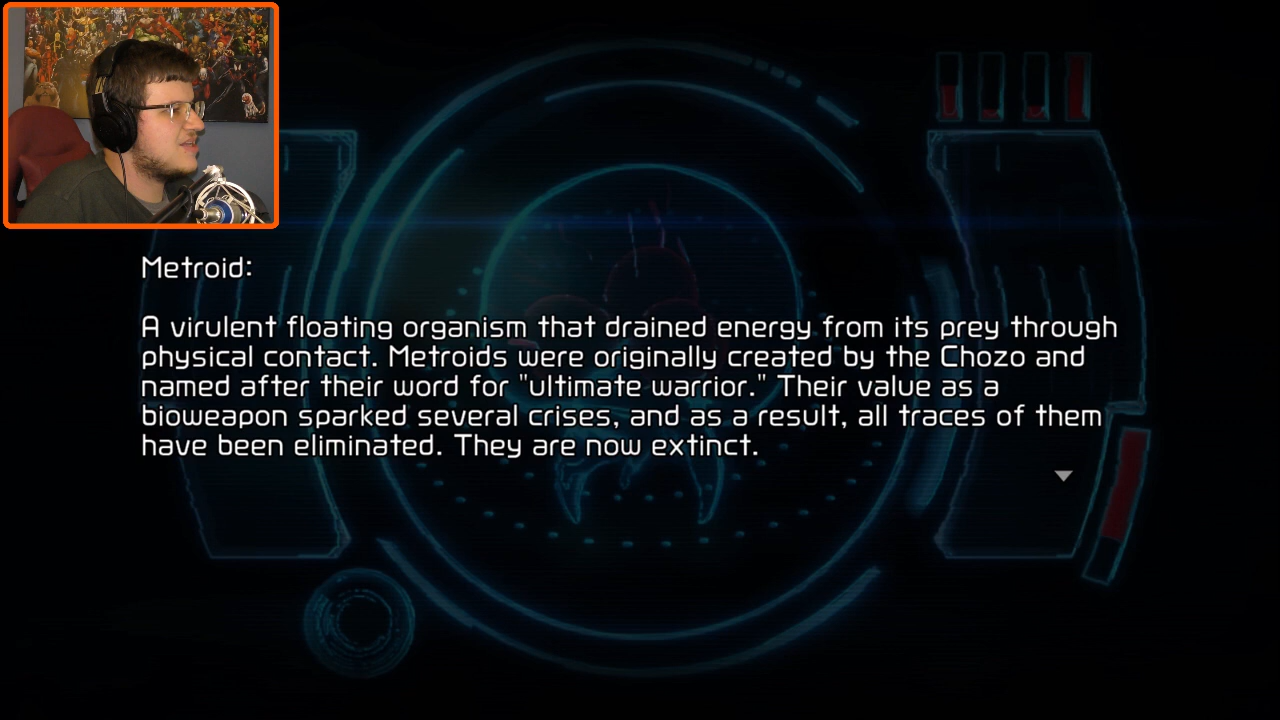 Metroid:
A virulent floating organism that drained energy from its prey through
physical contact. Metroids were originally created by the Chozo and
named after their word for "ultimate warrior." Their value as a
bioweapon sparked several crises, and as a result, all traces of them
have been eliminated. They are now extinct.